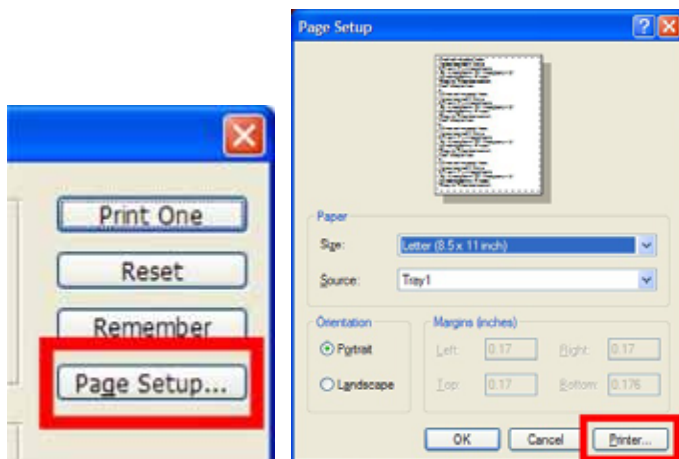 Print One
Reset
Remember
Page Setup...
Page Setup
Paper
Size:
Letter (8.5 x 11 inch)
Source:
Tray1
Orientation
Portrait
Landscape
Margins (inches)
Left:
0.17
Right:
0.17
Top:
0.17
Bottom:
0.176
OK
Cancel
Printer...